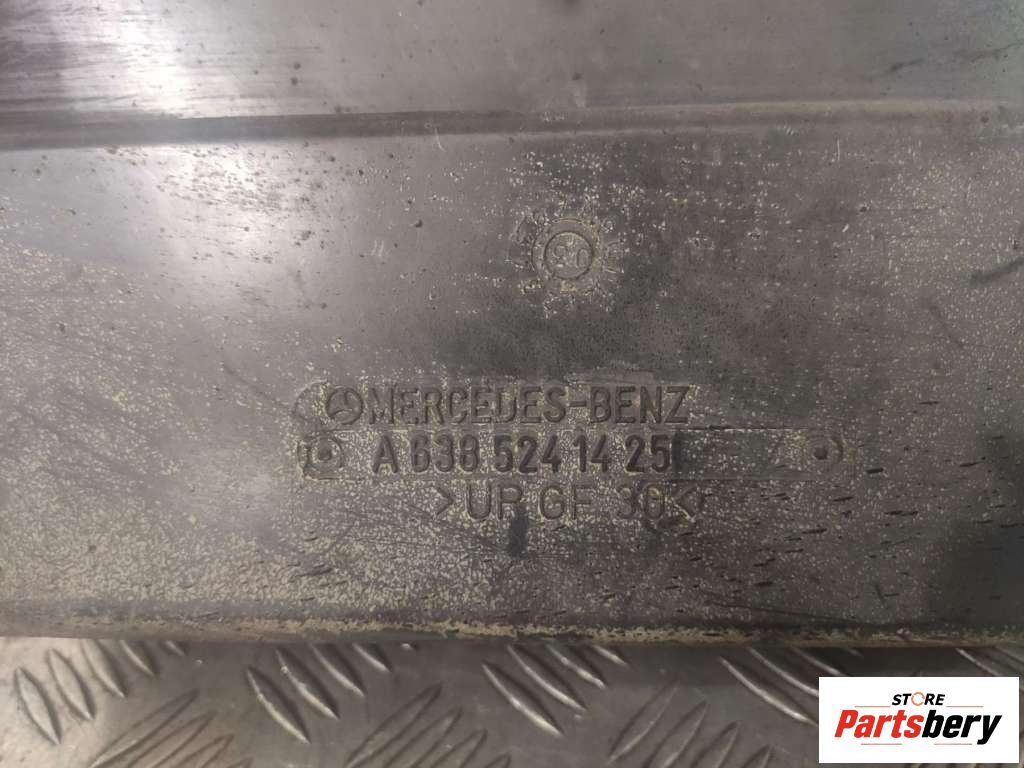 MERCEDES-BENZ
A 638 524 14 25
>UP GF 30<
STORE
Partsbery